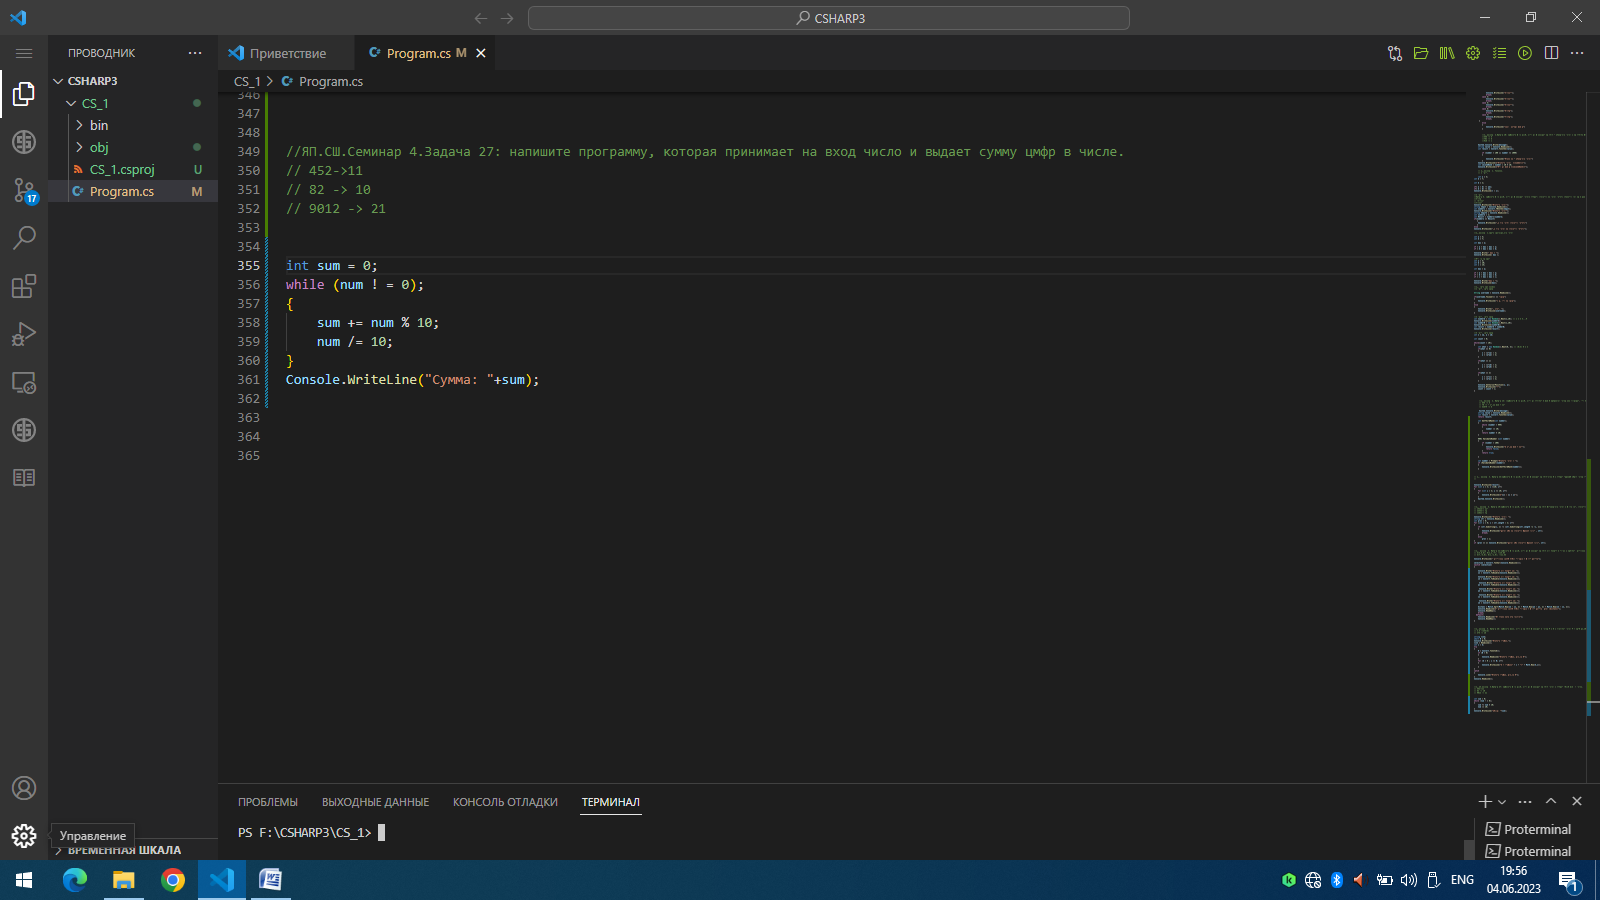 CSHARP3
ПРОВОДНИК
Приветствие
Program.cs M
CSHARP3
CS_1
bin
obj
CS_1.csproj U
Program.cs M
17
CS_1 > Program.cs
346
347
348
349 //ЯП.СШ.Семинар 4.Задача 27: напишите программу, которая принимает на вход число и выдает сумму цмфр в числе.
350 // 452->11
351 // 82 -> 10
352 // 9012 -> 21
353
354
355 int sum = 0;
356 while (num ! = 0);
357 {
358 sum += num % 10;
359 num /= 10;
360 }
361 Console.WriteLine("Сумма: "+sum);
362
363
364
365
ПРОБЛЕМЫ ВЫХОДНЫЕ ДАННЫЕ КОНСОЛЬ ОТЛАДКИ ТЕРМИНАЛ
PS F:\CSHARP3\CS_1>
Proterminal
Proterminal
Управление
ВРЕМЕННАЯ ШКАЛА
ENG
19:56
04.06.2023
1